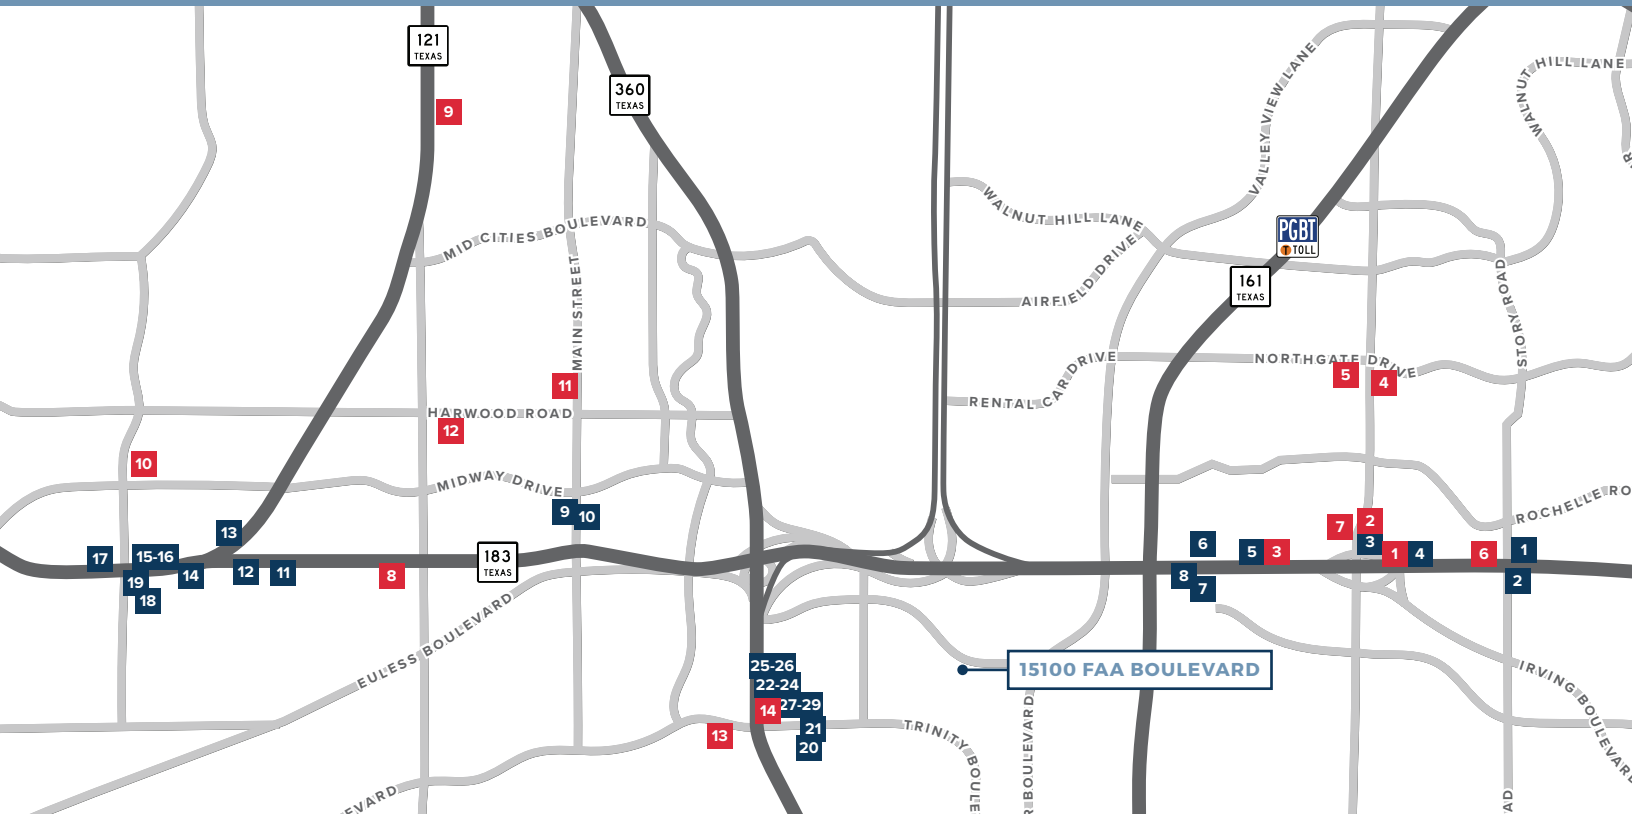 121
TEXAS
9
360
TEXAS
VALLEY VIEW LANE
WALNUT HILL LANE
MID CITIES BOULEVARD
WALNUT HILL LANE
PGBT
T TOLL
AIRFIELD DRIVE
161
TEXAS
STORY ROAD
MAIN STREET
NORTHGATE DRIVE
5
4
RENTAL CAR DRIVE
11
HARWOOD ROAD
12
10
MIDWAY DRIVE
9
10
ROCHELLE RO
13
7
2
3
6
5
3
1
4
6
1
17
15-16
14
12
11
8
183
TEXAS
19
18
8
7
2
EULESS BOULEVARD
25-26
22-24
27-29
14
21
20
13
15100 FAA BOULEVARD
IRVING BOULEVARD
TRINITY BOULE
R BOULEVARD
EVARD
AD